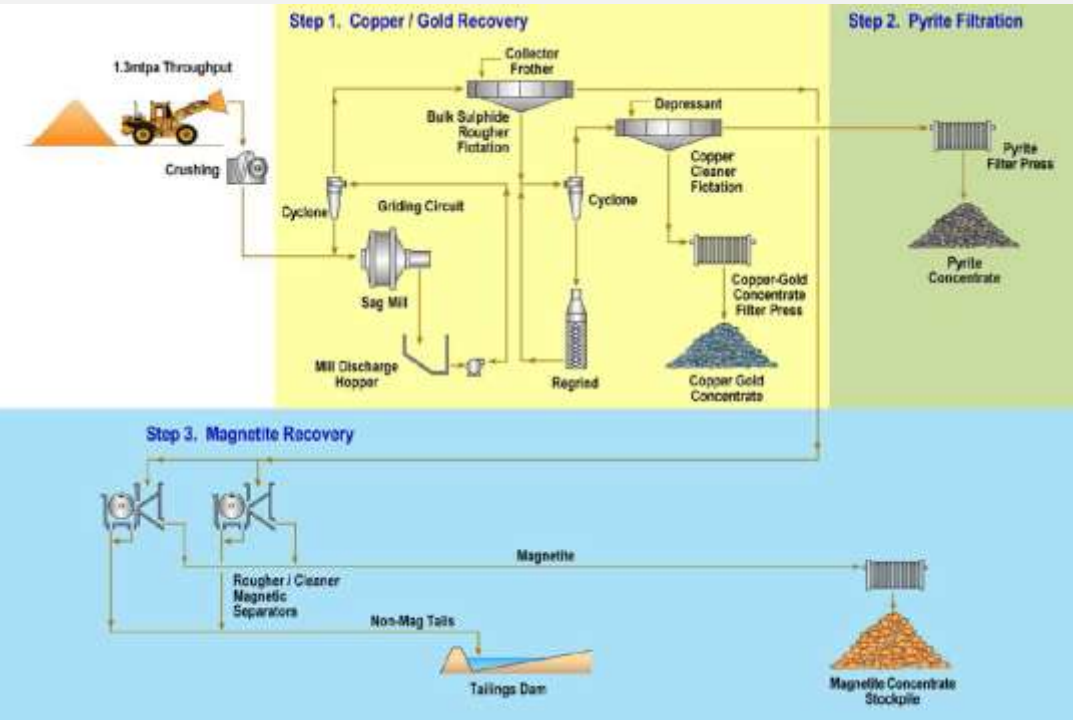 Step 1. Copper / Gold Recovery
Step 2. Pyrite Filtration
1.3mtpa Throughput
Collector
Frother
Depressant
Bulk Sulphide
Rougher
Flotation
Crushing
Copper
Cleaner
Flotation
Pyrite
Filter Press
Cyclone
Griding Circuit
Cyclone
Sag Mill
Copper-Gold
Concentrate
Filter Press
Pyrite
Concentrate
Mill Discharge
Hopper
Regrind
Copper Gold
Concentrate
Step 3. Magnetite Recovery
Magnetite
Rougher / Cleaner
Magnetic
Separators
Non-Mag Tails
Tailings Dam
Magnetite Concentrate
Stockpile